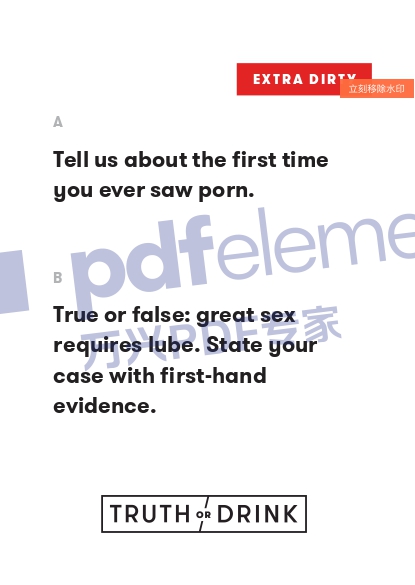 EXTRA DIRTY
立刻移除水印
A
Tell us about the first time
you ever saw porn.
pdfeleme
B
True or false: great sex
万兴PDF专家
requires lube. State your
case with first-hand
evidence.
TRUTH OR DRINK